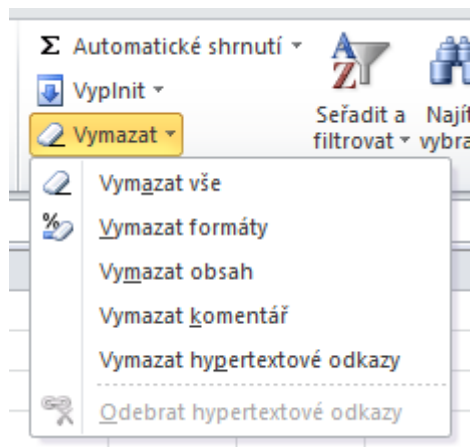 Σ Automatické shrnutí
Vyplnit
Vymazat
Seřadit a
filtrovat
Vymazat vše
Vymazat formáty
Vymazat obsah
Vymazat komentář
Vymazat hypertextové odkazy
Odebrat hypertextové odkazy